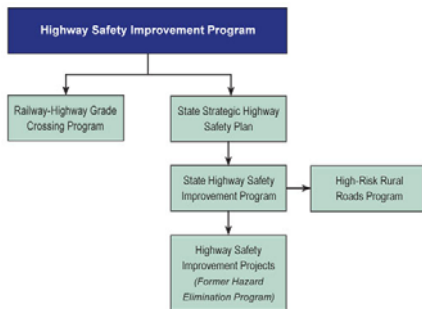 Highway Safety Improvement Program
Railway-Highway Grade
Crossing Program
State Strategic Highway
Safety Plan
State Highway Safety
Improvement Program
High-Risk Rural
Roads Program
Highway Safety
Improvement Projects
(Former Hazard
Elimination Program)